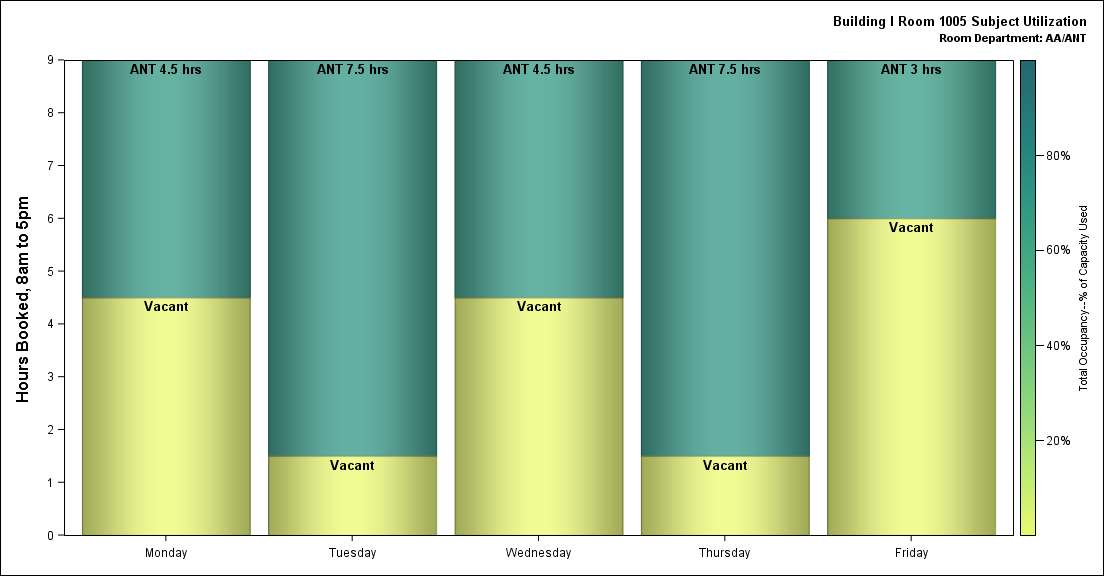 Building I Room 1005 Subject Utilization
Room Department: AA/ANT
Hours Booked, 8am to 5pm
9
8
7
6
5
4
3
2
1
0
ANT 4.5 hrs
ANT 7.5 hrs
ANT 4.5 hrs
ANT 7.5 hrs
ANT 3 hrs
Vacant
Vacant
Vacant
Vacant
Vacant
Monday
Tuesday
Wednesday
Thursday
Friday
80%
60%
40%
20%
Total Occupancy--% of Capacity Used